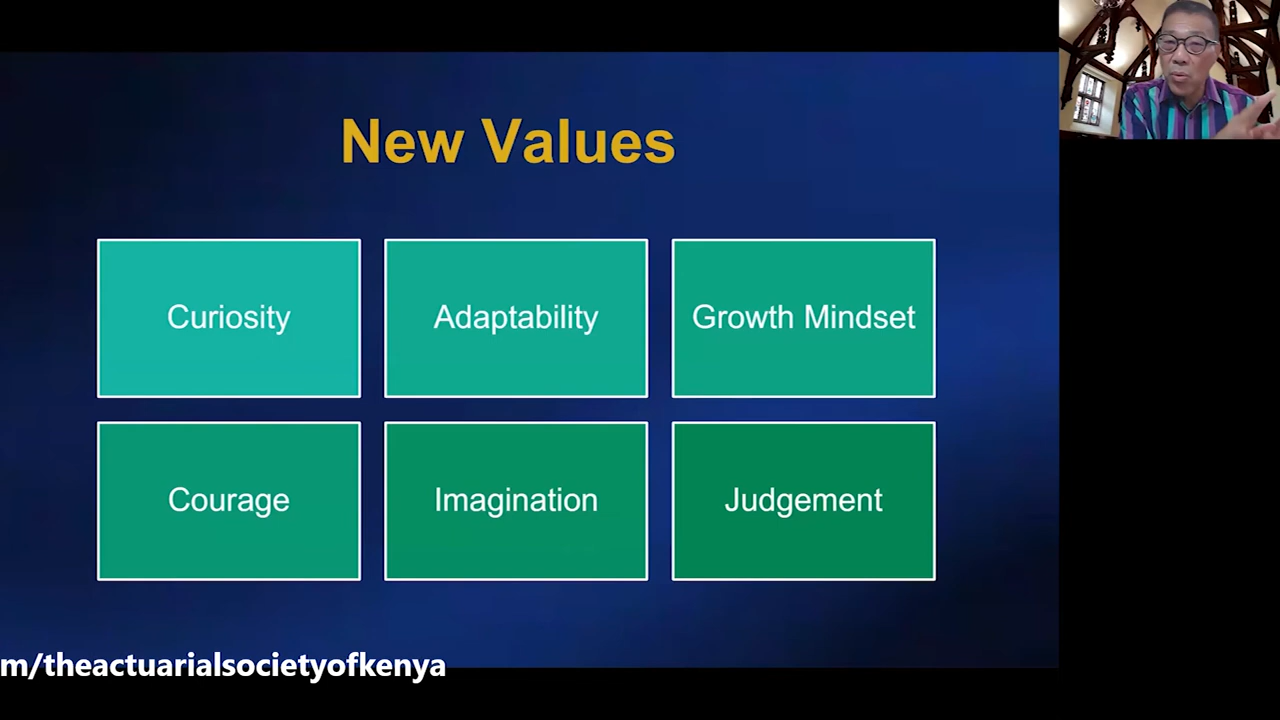 New Values
Curiosity
Adaptability
Growth Mindset
Courage
Imagination
Judgement
m/theactuarialsocietyofkenya